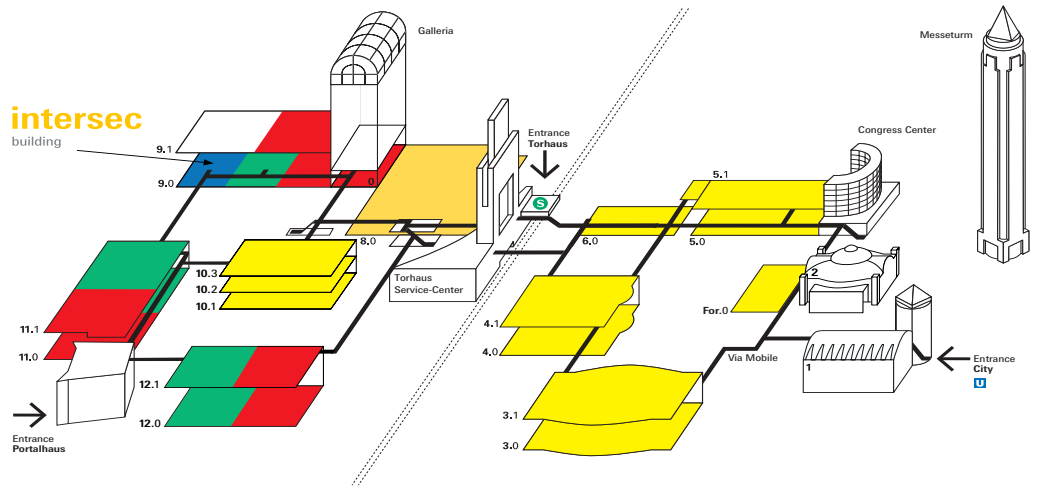 Galleria
Messeturm
intersec
building
Entrance
Torhaus
Congress Center
9.1
9.0
0
5.1
S
8.0
6.0
5.0
10.3
10.2
10.1
Torhaus
Service-Center
2
For.0
11.1
11.0
4.1
4.0
Via Mobile
1
Entrance
City
U
12.1
12.0
3.1
3.0
Entrance
Portalhaus